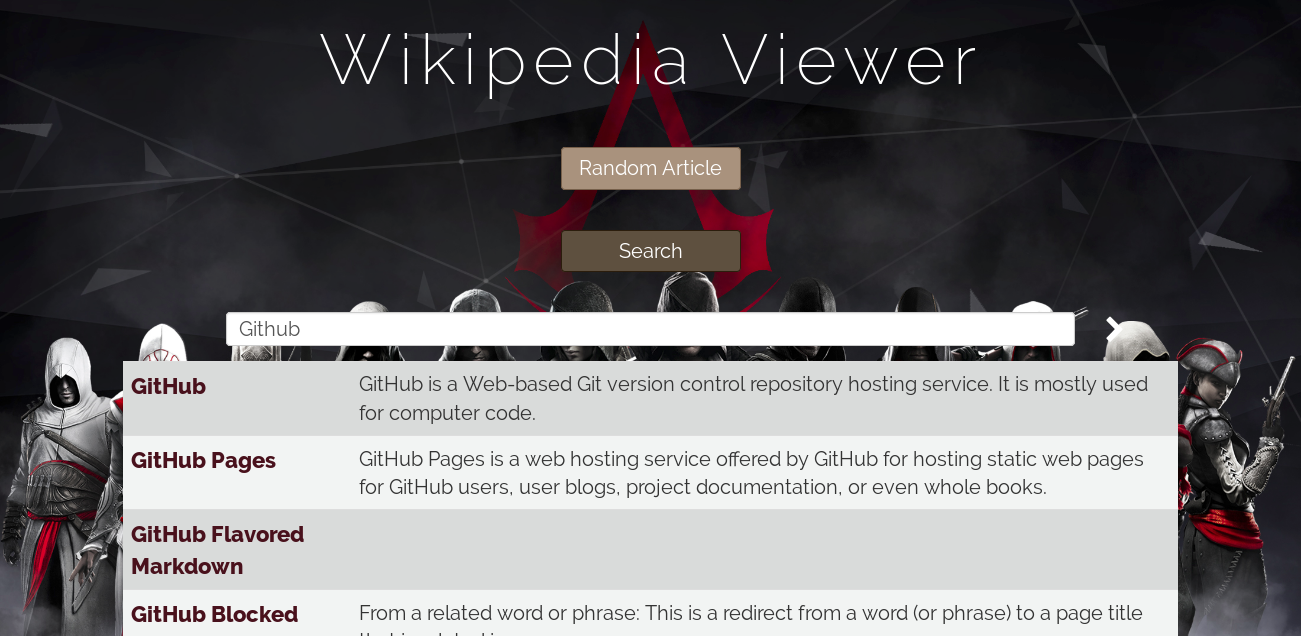 Wikipedia Viewer
Random Article
Search
Github
GitHub
GitHub is a Web-based Git version control repository hosting service. It is mostly used
for computer code.
GitHub Pages
GitHub Pages is a web hosting service offered by GitHub for hosting static web pages
for GitHub users, user blogs, project documentation, or even whole books.
GitHub Flavored
Markdown
GitHub Blocked
From a related word or phrase: This is a redirect from a word (or phrase) to a page title